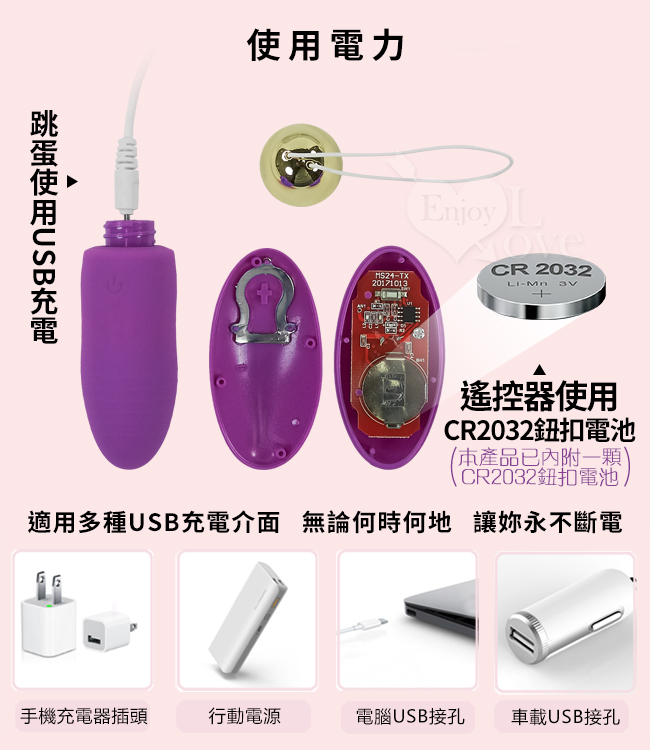 使用電力
跳蛋使用USB充電
Enjoy Love
MS24-TX
20171013
CR 2032
Li-Mn 3V
+
遙控器使用
CR2032鈕扣電池
(本產品已內附一顆
CR2032鈕扣電池)
適用多種USB充電介面 無論何時何地 讓妳永不斷電
手機充電器插頭
行動電源
電腦USB接孔
車載USB接孔